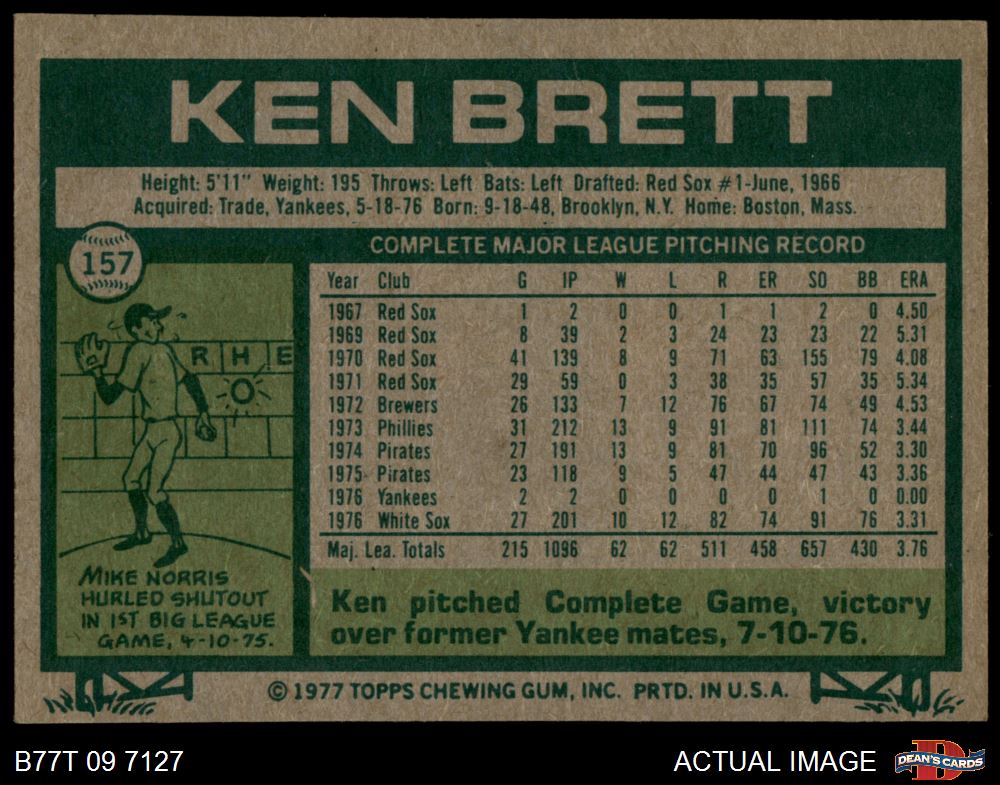 KEN BRETT
Height: 5'11" Weight: 195 Throws: Left Bats: Left Drafted: Red Sox #1-June, 1966
Acquired: Trade, Yankees, 5-18-76 Born: 9-18-48, Brooklyn, N.Y. Home: Boston, Mass.
157
COMPLETE MAJOR LEAGUE PITCHING RECORD
Year Club G IP W L R ER SO BB ERA
1967 Red Sox 1 2 0 0 1 1 2 0 4.50
1969 Red Sox 8 39 2 3 24 23 23 22 5.31
1970 Red Sox 41 139 8 9 71 63 155 79 4.08
1971 Red Sox 29 59 0 3 38 35 57 35 5.34
1972 Brewers 26 133 7 12 76 67 74 49 4.53
1973 Phillies 31 212 13 9 91 81 111 74 3.44
1974 Pirates 27 191 13 9 81 70 96 52 3.30
1975 Pirates 23 118 9 5 47 44 47 43 3.36
1976 Yankees 2 2 0 0 0 0 1 0 0.00
1976 White Sox 27 201 10 12 82 74 91 76 3.31
Maj. Lea. Totals 215 1096 62 62 511 458 657 430 3.76
R H E
O
MIKE NORRIS
HURLED SHUTOUT
IN 1ST BIG LEAGUE
GAME, 4-10-75.
Ken pitched Complete Game, victory
over former Yankee mates, 7-10-76.
© 1977 TOPPS CHEWING GUM, INC. PRTD. IN U.S.A.
B77T 09 7127
ACTUAL IMAGE
D
DEAN'S CARDS